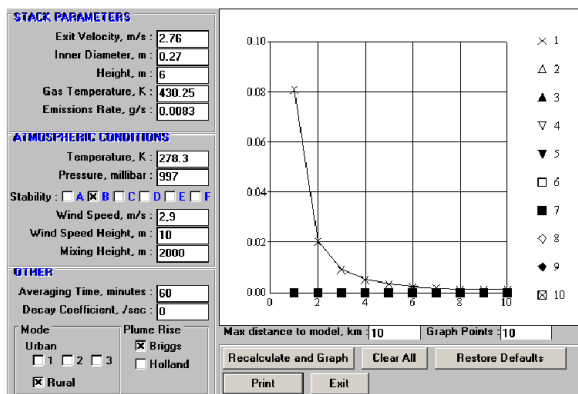 STACK PARAMETERS
Exit Velocity, m/s : 2.76
Inner Diameter, m : 0.27
Height, m : 6
Gas Temperature, K : 430.25
Emissions Rate, g/s : 0.0083
ATMOSPHERIC CONDITIONS
Temperature, K : 278.3
Pressure, millibar : 997
Stability : A B C D E F
Wind Speed, m/s : 2,9
Wind Speed Height, m : 10
Mixing Height, m : 2000
OTHER
Averaging Time, minutes : 60
Decay Coefficient, /sec : 0
Mode
Urban
1 2 3
Rural
Plume Rise
Briggs
Holland
0.10
0.08
0.06
0.04
0.02
0.00
0 2 4 6 8 10
1
2
3
4
5
6
7
8
9
10
Max distance to model, km : 10 Graph Points : 10
Recalculate and Graph Clear All Restore Defaults
Print Exit